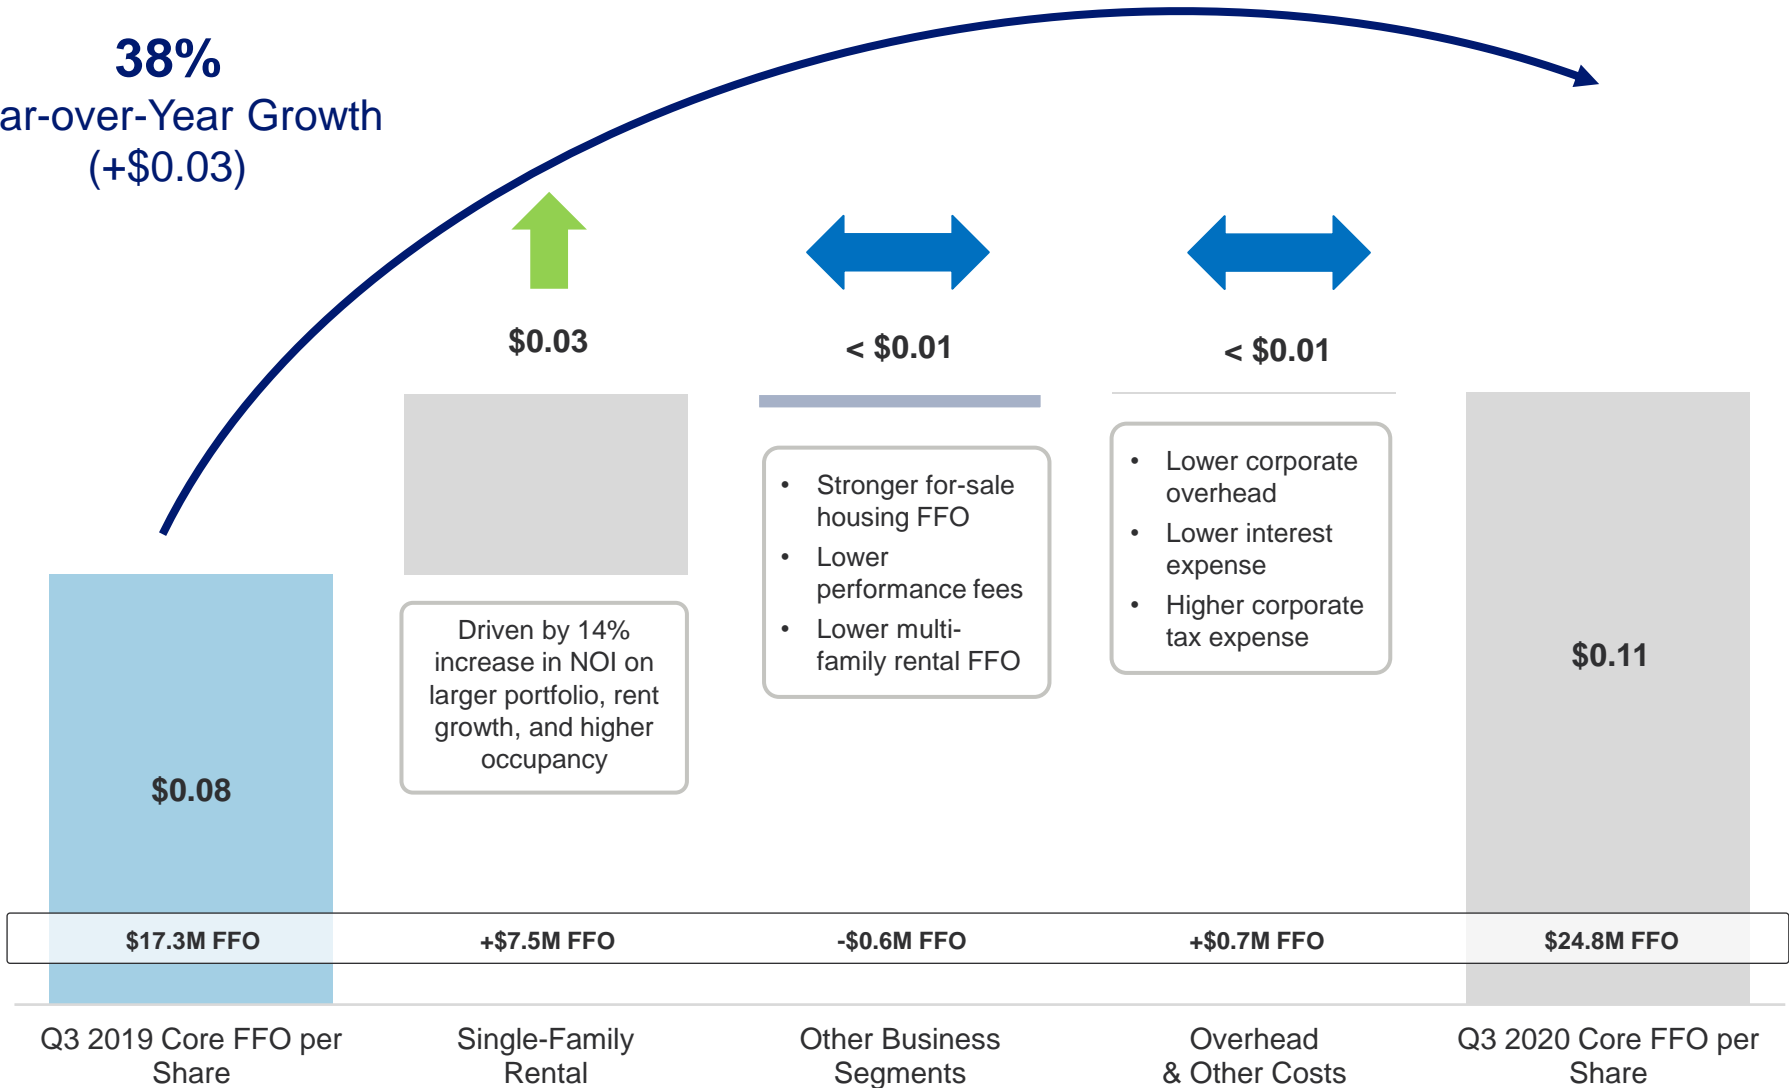 38%
ar-over-Year Growth
(+$0.03)
$0.03
< $0.01
< $0.01
$0.08
Driven by 14%
increase in NOI on
larger portfolio, rent
growth, and higher
occupancy
• Stronger for-sale
housing FFO
• Lower
performance fees
• Lower multi-
family rental FFO
• Lower corporate
overhead
• Lower interest
expense
• Higher corporate
tax expense
$0.11
$17.3M FFO
+$7.5M FFO
-$0.6M FFO
+$0.7M FFO
$24.8M FFO
Q3 2019 Core FFO per
Share
Single-Family
Rental
Other Business
Segments
Overhead
& Other Costs
Q3 2020 Core FFO per
Share